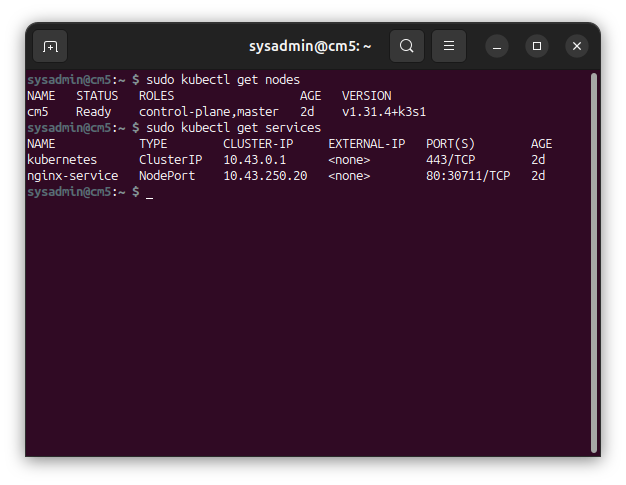 sysadmin@cm5: ~
sysadmin@cm5:~ $ sudo kubectl get nodes
NAME   STATUS   ROLES                  AGE   VERSION
cm5    Ready    control-plane,master   2d    v1.31.4+k3s1
sysadmin@cm5:~ $ sudo kubectl get services
NAME            TYPE        CLUSTER-IP     EXTERNAL-IP   PORT(S)        AGE
kubernetes      ClusterIP   10.43.0.1      <none>        443/TCP        2d
nginx-service   NodePort    10.43.250.20   <none>        80:30711/TCP   2d
sysadmin@cm5:~ $ _